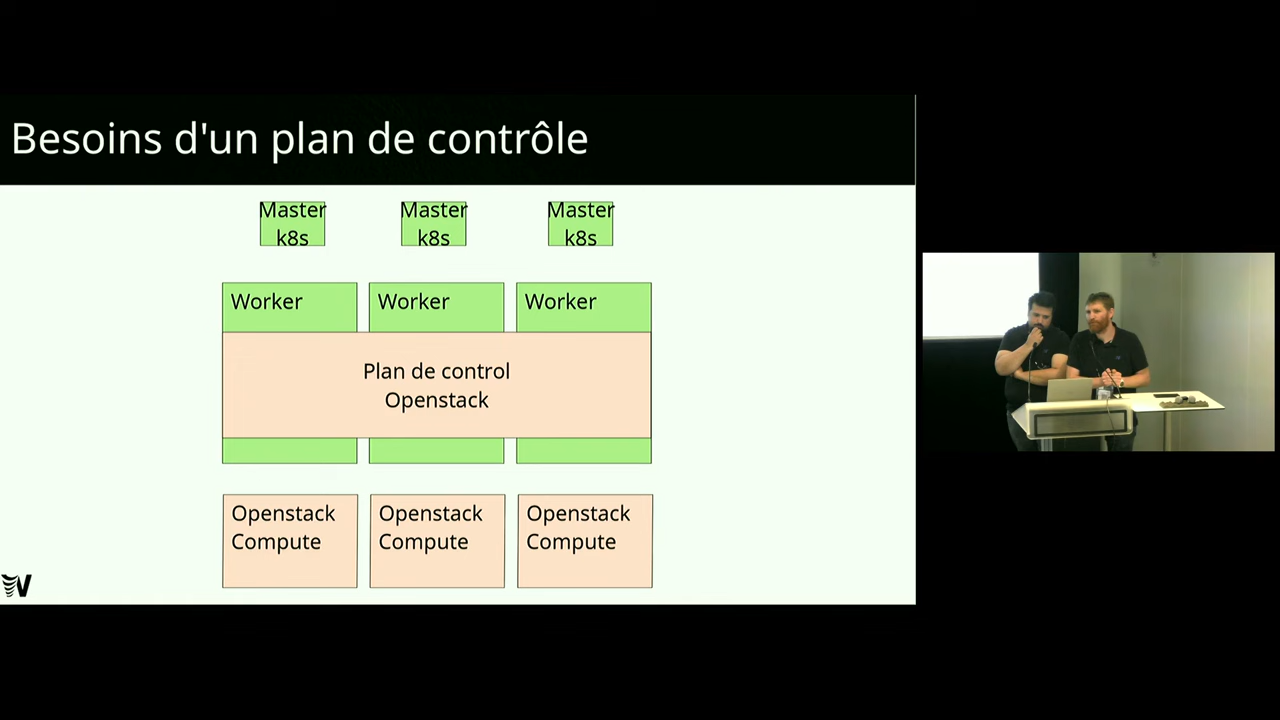 Besoins d'un plan de contrôle
Master
k8s
Master
k8s
Master
k8s
Worker
Worker
Worker
Plan de control
Openstack
Openstack
Compute
Openstack
Compute
Openstack
Compute
V